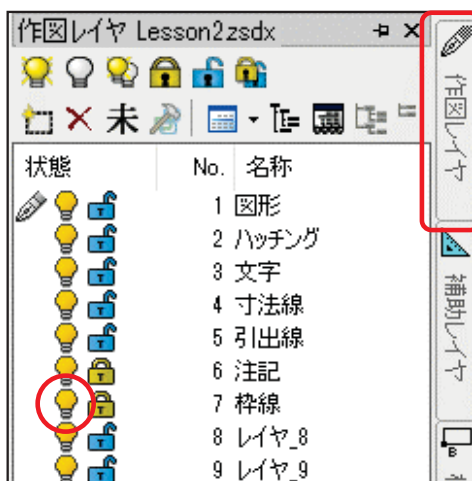 作図レイヤ Lesson2.zsdx
未
状態 No. 名称
1 図形
2 ハッチング
3 文字
4 寸法線
5 引出線
6 注記
7 枠線
8 レイヤ_8
9 レイヤ_9
作図レイヤ
補助レイヤ
B